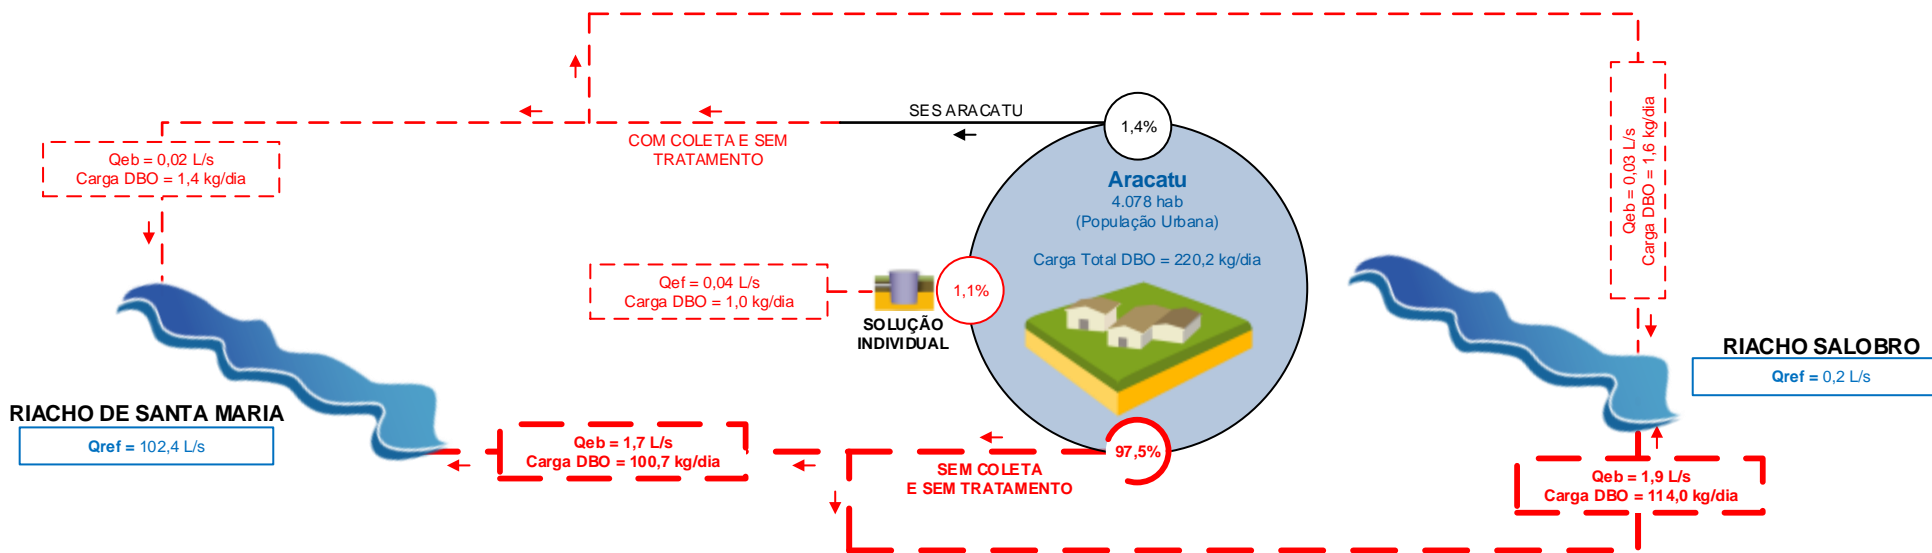 SES ARACATU
1,4%
COM COLETA E SEM
TRATAMENTO
Qeb = 0,02 L/s
Carga DBO = 1,4 kg/dia
Qeb = 0,03 L/s
Carga DBO = 1,6 kg/dia
Aracatu
4.078 hab
(População Urbana)
Carga Total DBO = 220,2 kg/dia
Qef = 0,04 L/s
Carga DBO = 1,0 kg/dia
1,1%
SOLUÇÃO
INDIVIDUAL
RIACHO SALOBRO
Qref = 0,2 L/s
RIACHO DE SANTA MARIA
Qref = 102,4 L/s
Qeb = 1,7 L/s
Carga DBO = 100,7 kg/dia
97,5%
SEM COLETA
E SEM TRATAMENTO
Qeb = 1,9 L/s
Carga DBO = 114,0 kg/dia